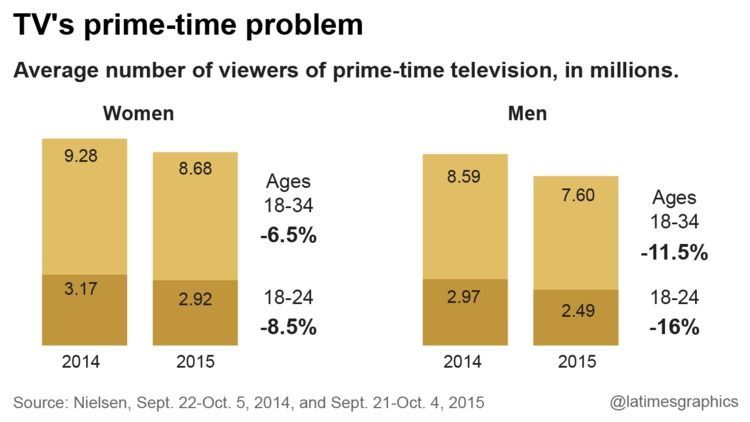 TV's prime-time problem
Average number of viewers of prime-time television, in millions.
Women
9.28
8.68
Ages
18-34
-6.5%
3.17
2.92
18-24
-8.5%
2014
2015
Men
8.59
7.60
Ages
18-34
-11.5%
2.97
2.49
18-24
-16%
2014
2015
Source: Nielsen, Sept. 22-Oct. 5, 2014, and Sept. 21-Oct. 4, 2015
@latimesgraphics